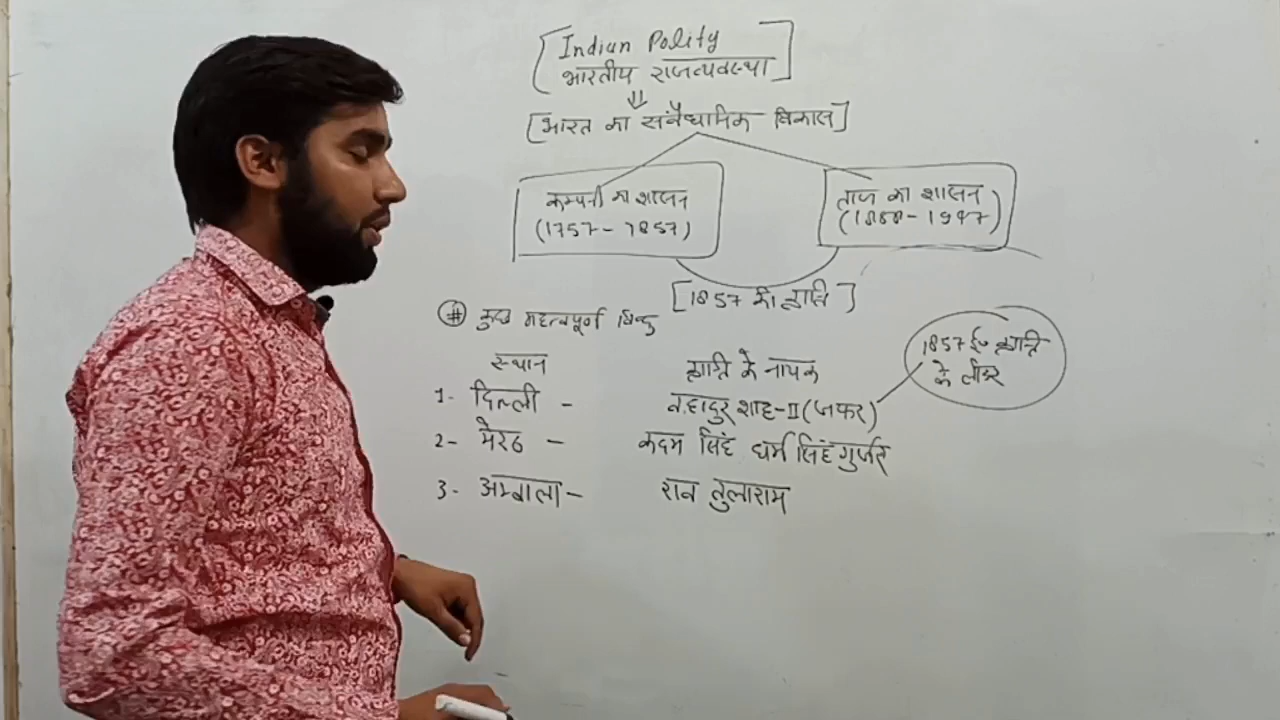 [Indian Polity
भारतीय राजव्यवस्था]
⇓
[भारत का संवैधानिक विकास]
कम्पनी का शासन
(1757 - 1857)
ताज का शासन
(1858 - 1947)
[1857 की क्रान्ति]
# कुछ महत्वपूर्ण बिन्दु
स्थान क्रान्ति के नायक
1- दिल्ली - बहादुर शाह-II (जफर)
1857 ई० क्रान्ति
के लीडर
2- मेरठ - कदम सिंह धर्म सिंह गुर्जर
3- अम्बाला - राव तुलाराम